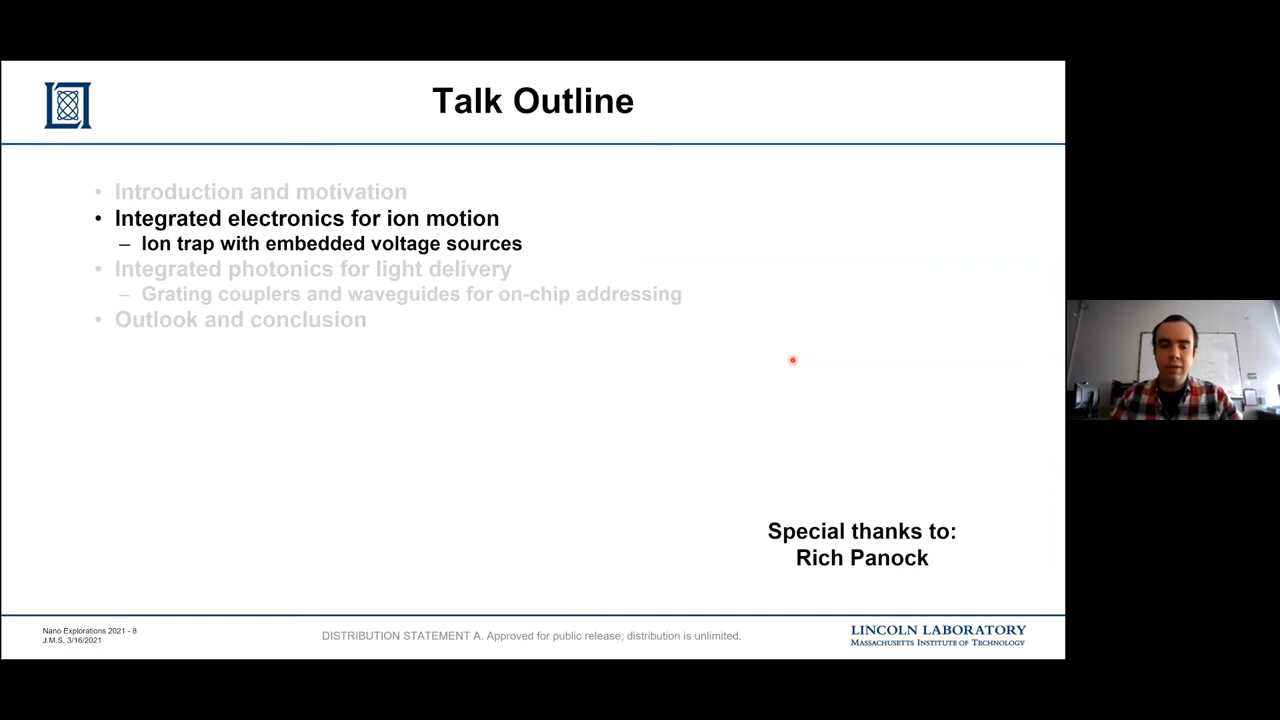 Talk Outline
• Introduction and motivation
• Integrated electronics for ion motion
– Ion trap with embedded voltage sources
• Integrated photonics for light delivery
– Grating couplers and waveguides for on-chip addressing
• Outlook and conclusion
Special thanks to:
Rich Panock
Nano Explorations 2021 - 8
J.M.S. 3/16/2021
DISTRIBUTION STATEMENT A. Approved for public release; distribution is unlimited.
LINCOLN LABORATORY
MASSACHUSETTS INSTITUTE OF TECHNOLOGY